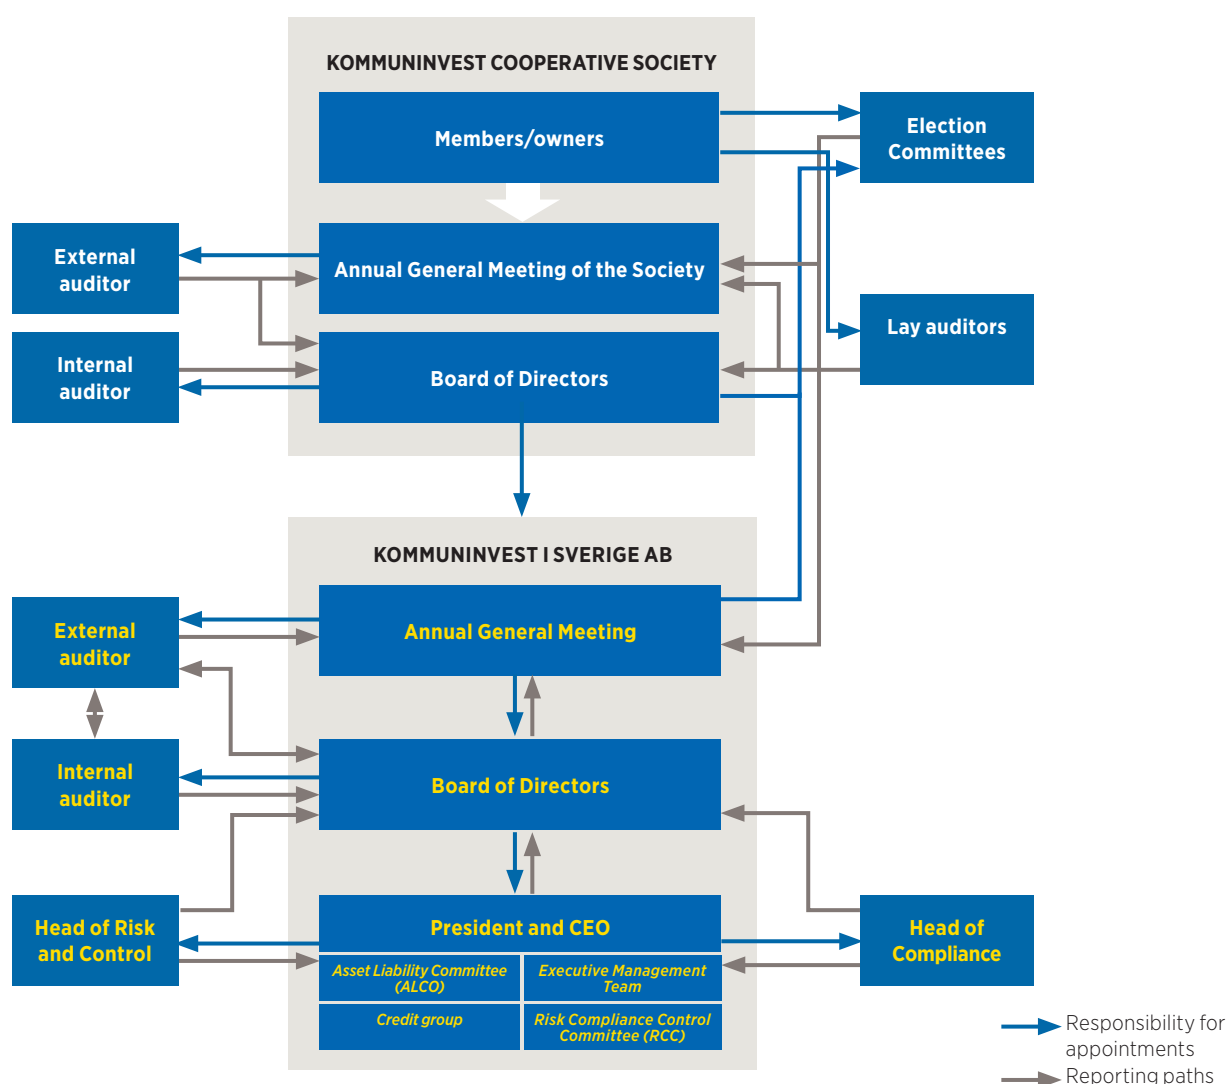 KOMMUNINVEST COOPERATIVE SOCIETY
Members/owners
Election
Committees
External
auditor
Annual General Meeting of the Society
Lay auditors
Internal
auditor
Board of Directors
KOMMUNINVEST I SVERIGE AB
External
auditor
Annual General Meeting
Internal
auditor
Board of Directors
Head of Risk
and Control
President and CEO
Head of
Compliance
Asset Liability Committee
(ALCO)
Executive Management
Team
Credit group
Risk Compliance Control
Committee (RCC)
Responsibility for
appointments
Reporting paths